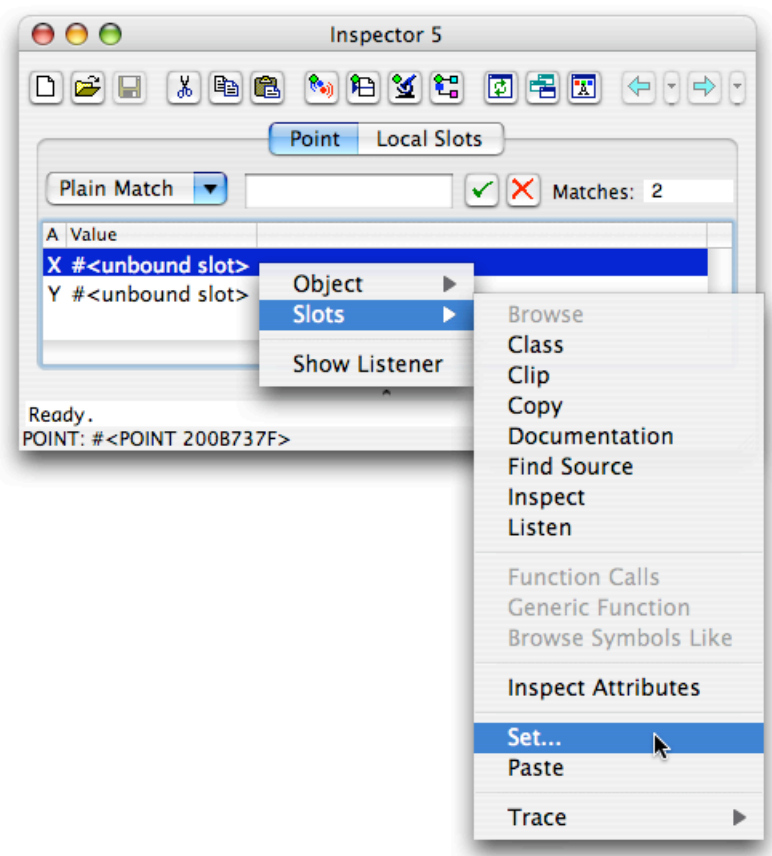 Inspector 5
Point Local Slots
Plain Match Matches: 2
A Value
X #<unbound slot>
Y #<unbound slot>
Object
Slots
Show Listener
Browse
Class
Clip
Copy
Documentation
Find Source
Inspect
Listen
Function Calls
Generic Function
Browse Symbols Like
Inspect Attributes
Set...
Paste
Trace
Ready.
POINT: #<POINT 200B737F>